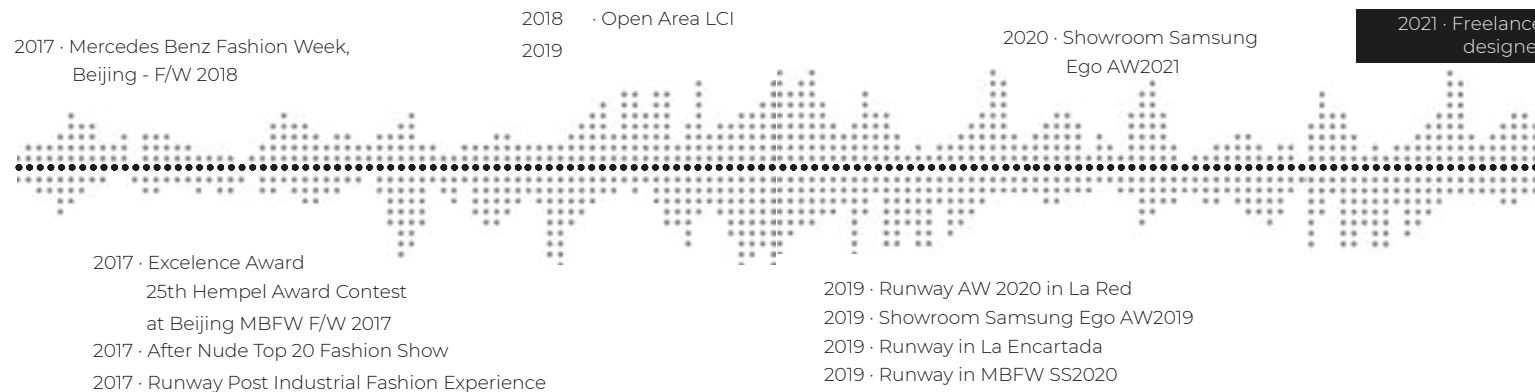 2017 · Mercedes Benz Fashion Week,
Beijing - F/W 2018
2018 · Open Area LCI
2019
2020 · Showroom Samsung
Ego AW2021
2021 · Freelance
designe
2017 · Excelence Award
25th Hempel Award Contest
at Beijing MBFW F/W 2017
2017 · After Nude Top 20 Fashion Show
2017 · Runway Post Industrial Fashion Experience
2019 · Runway AW 2020 in La Red
2019 · Showroom Samsung Ego AW2019
2019 · Runway in La Encartada
2019 · Runway in MBFW SS2020